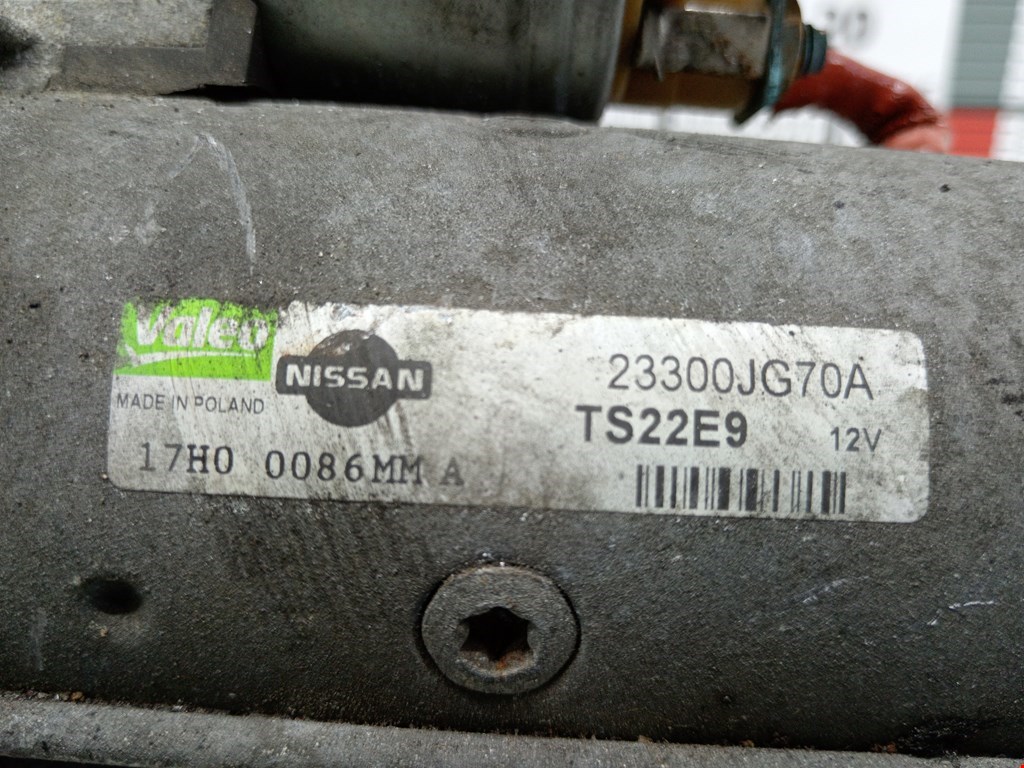 Valeo
NISSAN
23300JG70A
MADE IN POLAND
TS22E9
12V
17H0 0086MM A